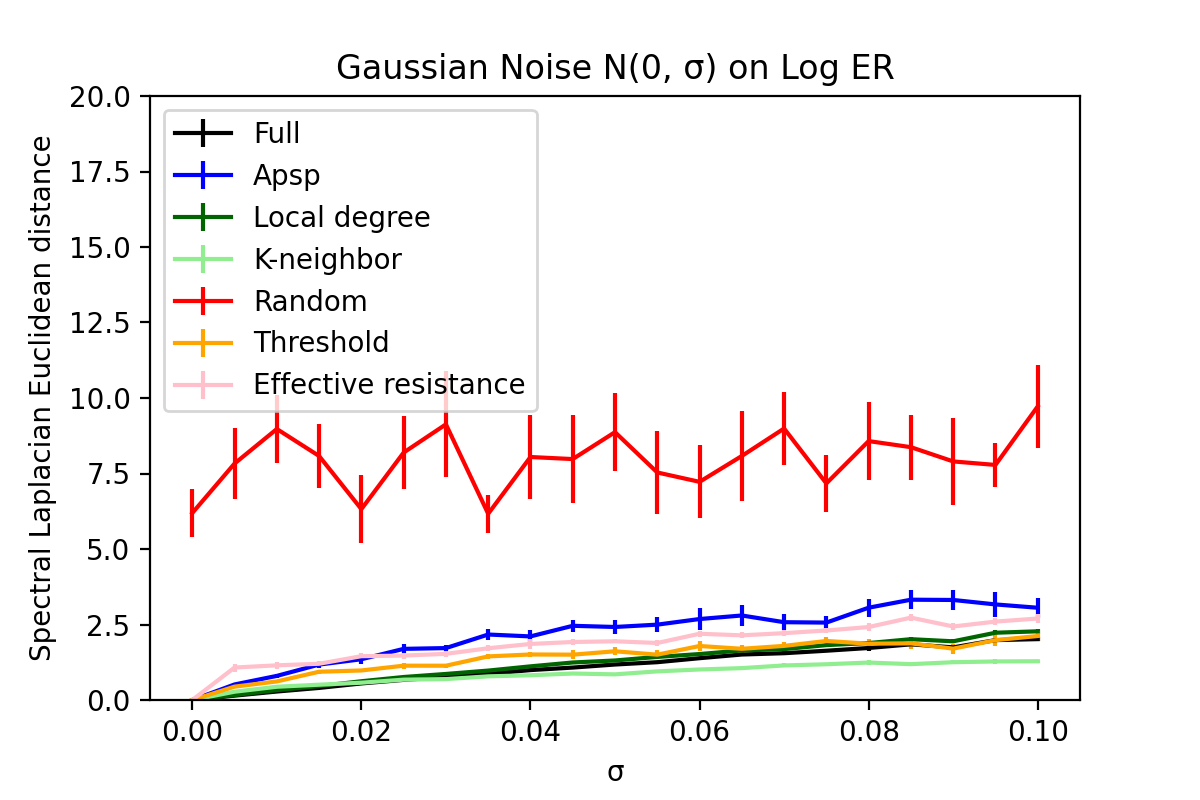 Gaussian Noise N(0, σ) on Log ER
Spectral Laplacian Euclidean distance
20.0
17.5
15.0
12.5
10.0
7.5
5.0
2.5
0.0
Full
Apsp
Local degree
K-neighbor
Random
Threshold
Effective resistance
0.00 0.02 0.04 0.06 0.08 0.10
σ